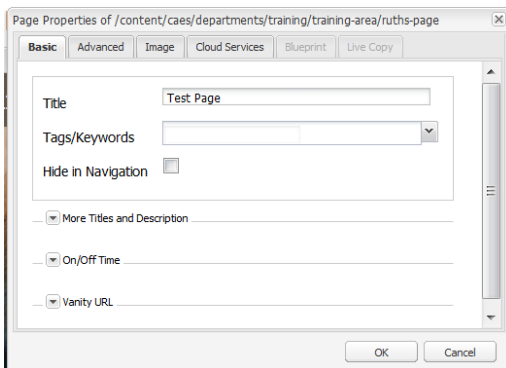 Page Properties of /content/caes/departments/training/training-area/ruths-page
Basic Advanced Image Cloud Services Blueprint Live Copy
Title Test Page
Tags/Keywords
Hide in Navigation
More Titles and Description
On/Off Time
Vanity URL
OK Cancel